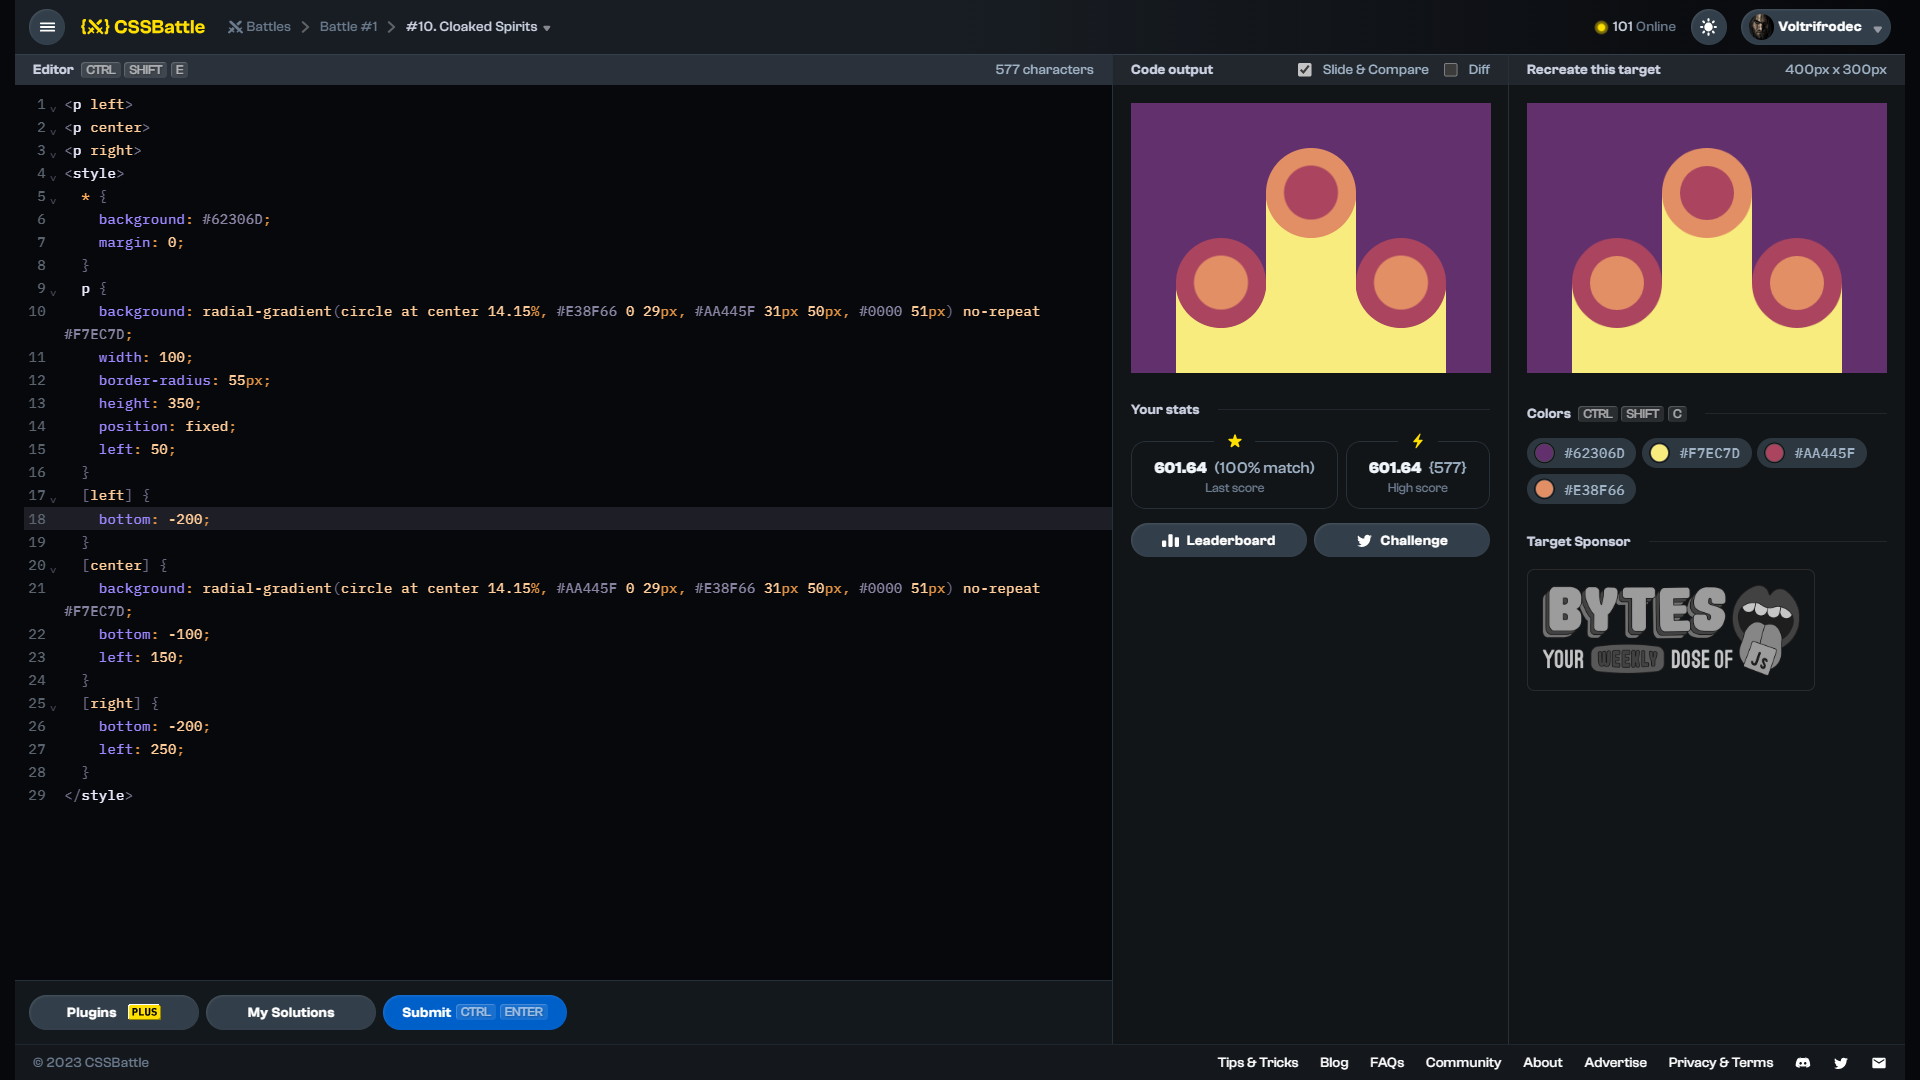 CSSBattle
Battles
Battle #1
#10. Cloaked Spirits
101 Online
Voltrifrodec
Editor CTRL SHIFT E
577 characters
Code output
Slide & Compare
Diff
Recreate this target
400px x 300px
1 <p left>
2 <p center>
3 <p right>
4 <style>
5 * {
6 background: #62306D;
7 margin: 0;
8 }
9 p {
10 background: radial-gradient(circle at center 14.15%, #E38F66 0 29px, #AA445F 31px 50px, #0000 51px) no-repeat
#F7EC7D;
11 width: 100;
12 border-radius: 55px;
13 height: 350;
14 position: fixed;
15 left: 50;
16 }
17 [left] {
18 bottom: -200;
19 }
20 [center] {
21 background: radial-gradient(circle at center 14.15%, #AA445F 0 29px, #E38F66 31px 50px, #0000 51px) no-repeat
#F7EC7D;
22 bottom: -100;
23 left: 150;
24 }
25 [right] {
26 bottom: -200;
27 left: 250;
28 }
29 </style>
Your stats
601.64 (100% match)
Last score
601.64 {577}
High score
Leaderboard
Challenge
Colors CTRL SHIFT C
#62306D
#F7EC7D
#AA445F
#E38F66
Target Sponsor
BYTES
YOUR WEEKLY DOSE OF JS
Plugins PLUS
My Solutions
Submit CTRL ENTER
© 2023 CSSBattle
Tips & Tricks
Blog
FAQs
Community
About
Advertise
Privacy & Terms